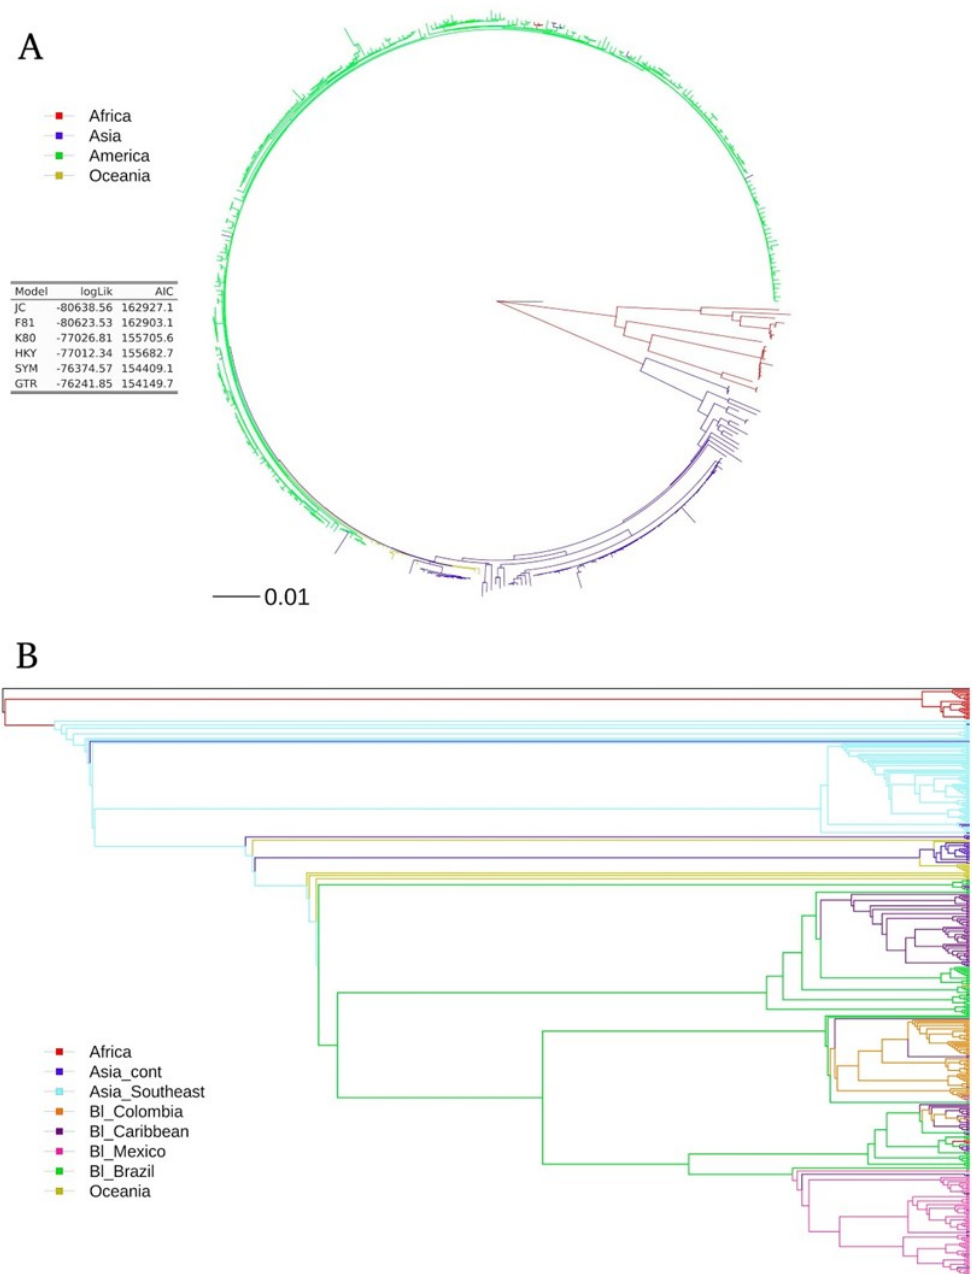 A
Africa
Asia
America
Oceania
Model logLik AIC
JC -80638.56 162927.1
F81 -80623.53 162903.1
K80 -77026.81 155705.6
HKY -77012.34 155682.7
SYM -76374.57 154409.1
GTR -76241.85 154149.7
0.01
B
Africa
Asia_cont
Asia_Southeast
Bl_Colombia
Bl_Caribbean
Bl_Mexico
Bl_Brazil
Oceania